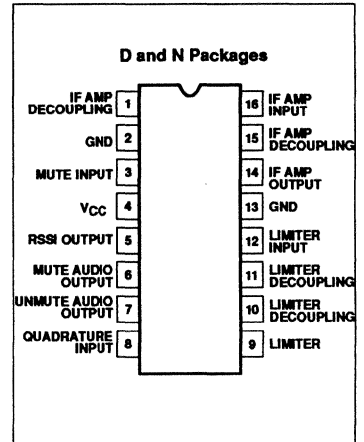 D and N Packages
IF AMP
DECOUPLING 1
GND 2
MUTE INPUT 3
VCC 4
RSSI OUTPUT 5
MUTE AUDIO
OUTPUT 6
UNMUTE AUDIO
OUTPUT 7
QUADRATURE
INPUT 8
16 IF AMP
INPUT
15 IF AMP
DECOUPLING
14 IF AMP
OUTPUT
13 GND
12 LIMITER
INPUT
11 LIMITER
DECOUPLING
10 LIMITER
DECOUPLING
9 LIMITER